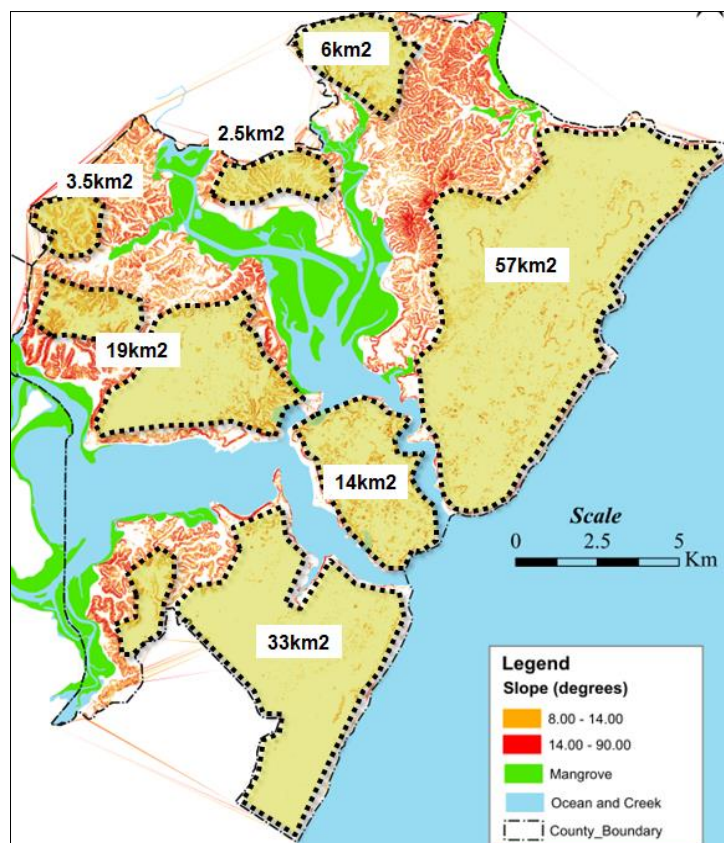 6km2
2.5km2
3.5km2
57km2
19km2
14km2
Scale
0 2.5 5
Km
33km2
Legend
Slope (degrees)
8.00 - 14.00
14.00 - 90.00
Mangrove
Ocean and Creek
County_Boundary